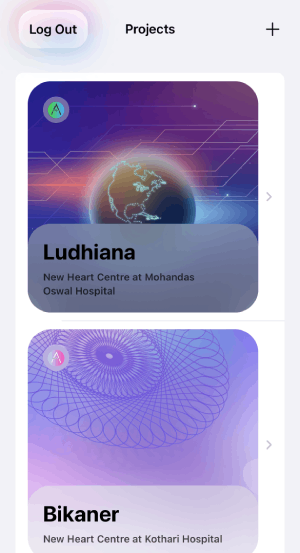 Log Out
Projects
Ludhiana
New Heart Centre at Mohandas
Oswal Hospital
Bikaner
New Heart Centre at Kothari Hospital